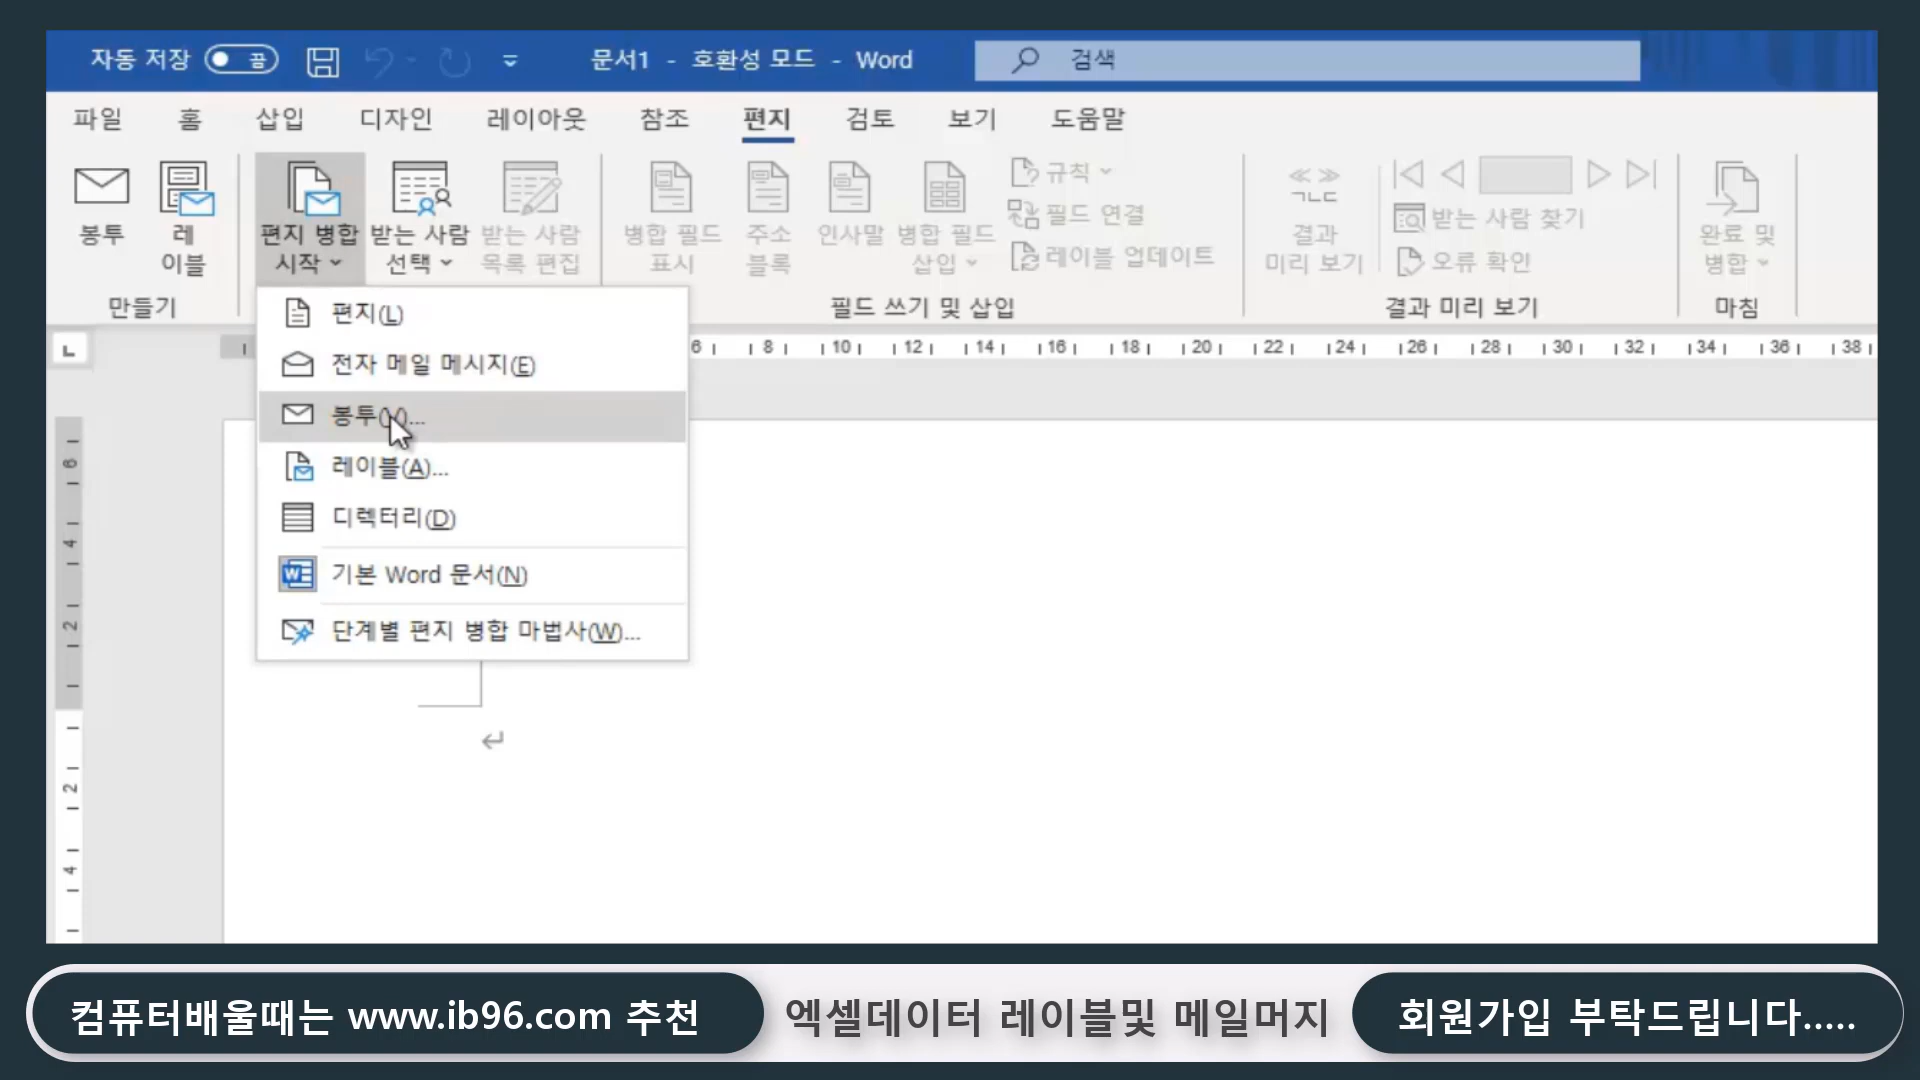 자동 저장 끔 문서1 - 호환성 모드 - Word 검색
파일 홈 삽입 디자인 레이아웃 참조 편지 검토 보기 도움말
봉투
레
이블
편지 병합
시작
받는 사람
선택
받는 사람
목록 편집
병합 필드
표시
주소
블록
인사말
병합 필드
삽입
규칙
필드 연결
레이블 업데이트
결과
미리 보기
받는 사람 찾기
오류 확인
완료 및
병합
만들기 필드 쓰기 및 삽입 결과 미리 보기 마침
6 8 10 12 14 16 18 20 22 24 26 28 30 32 34 36 38
편지(L)
전자 메일 메시지(E)
봉투(V)...
레이블(A)...
디렉터리(D)
기본 Word 문서(N)
단계별 편지 병합 마법사(W)...
6
4
2
2
4
컴퓨터배울때는 www.ib96.com 추천 엑셀데이터 레이블및 메일머지 회원가입 부탁드립니다.....